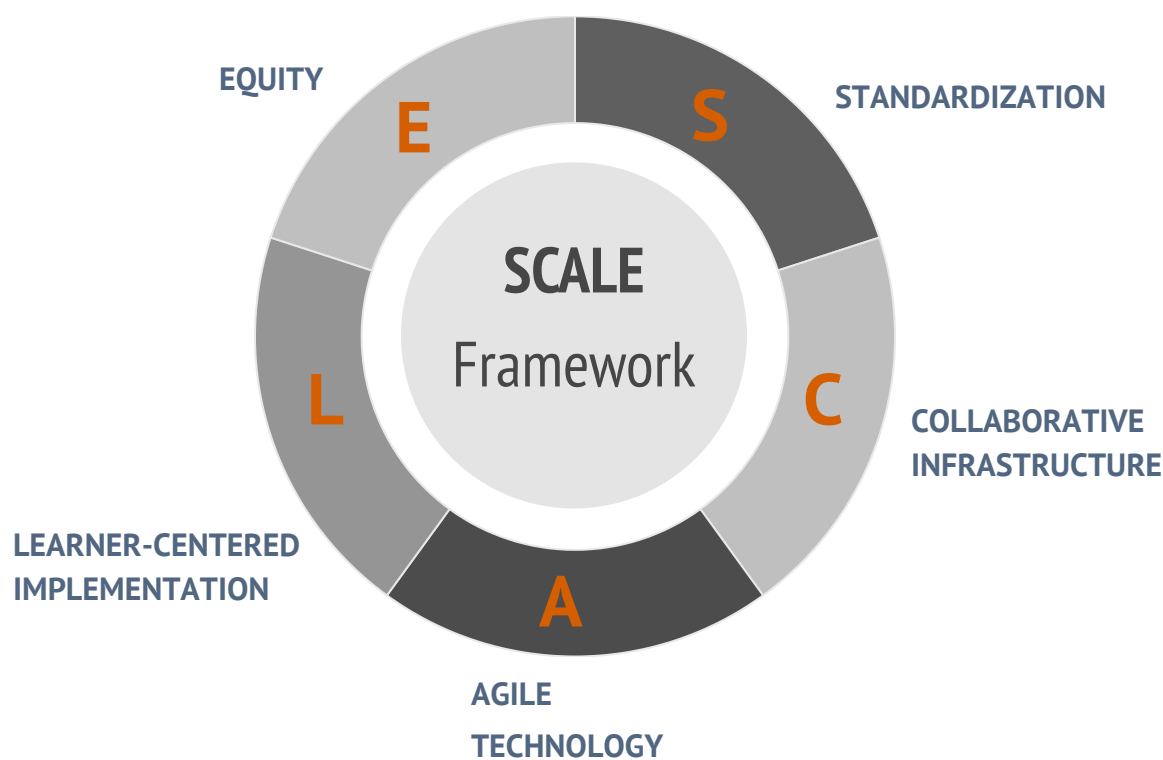 SCALE
Framework
S
STANDARDIZATION
C
COLLABORATIVE
INFRASTRUCTURE
A
AGILE
TECHNOLOGY
L
LEARNER-CENTERED
IMPLEMENTATION
E
EQUITY